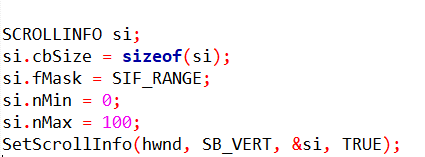 SCROLLINFO si;
si.cbSize = sizeof(si);
si.fMask = SIF_RANGE;
si.nMin = 0;
si.nMax = 100;
SetScrollInfo(hwnd, SB_VERT, &si, TRUE);